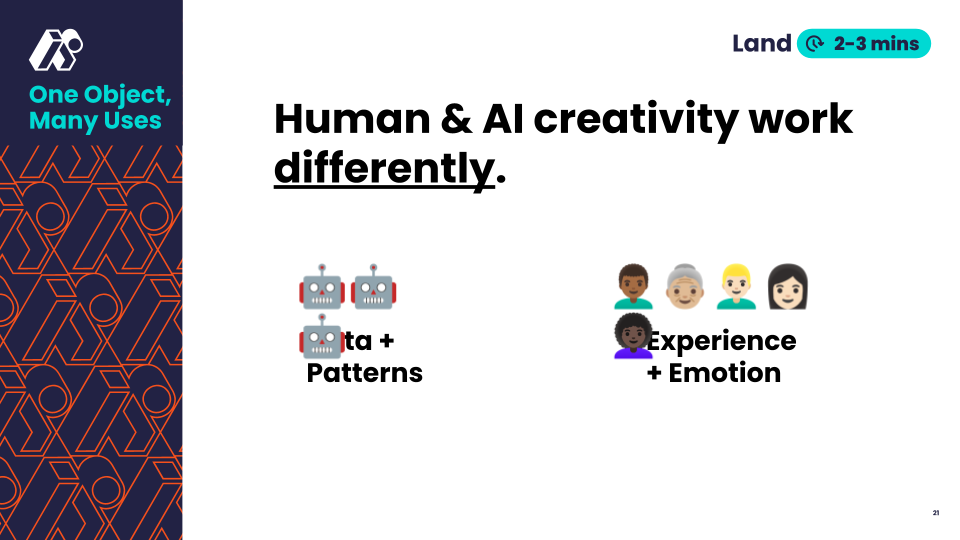 One Object,
Many Uses
Land 2-3 mins
Human & AI creativity work
differently.
ta +
Patterns
Experience
+ Emotion
21